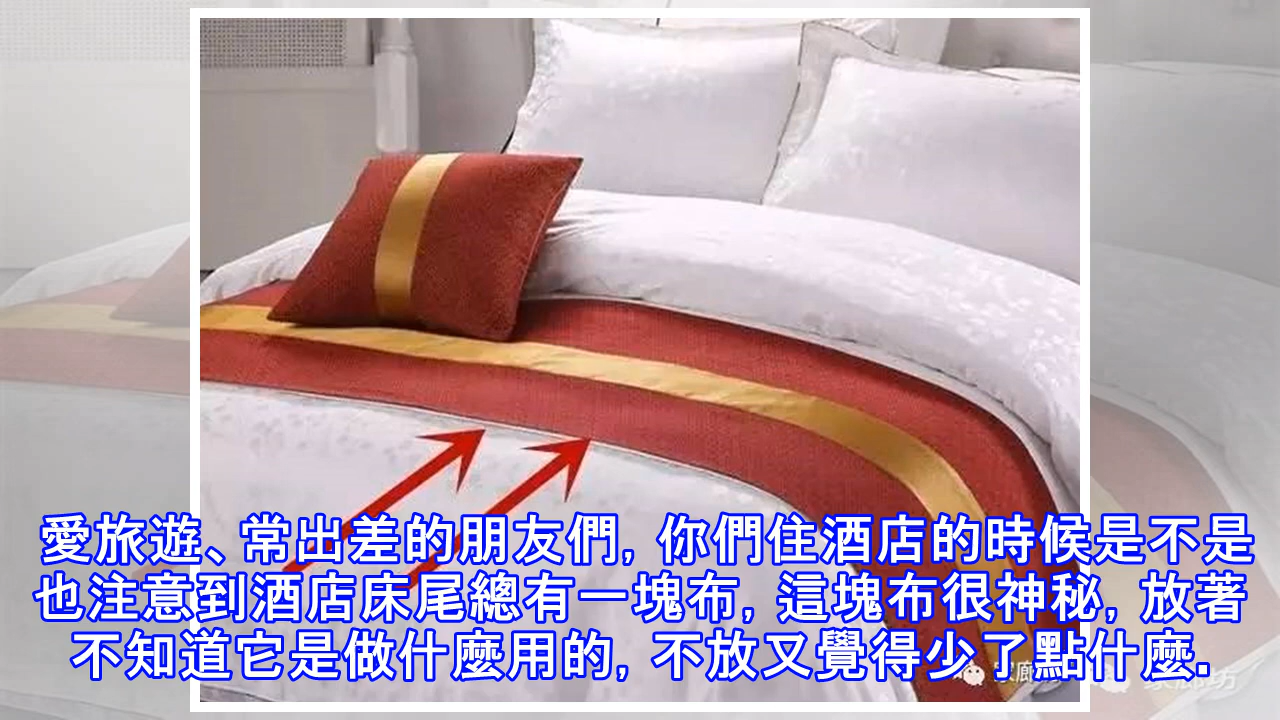 愛旅遊、常出差的朋友們, 你們住酒店的時候是不是
也注意到酒店床尾總有一塊布, 這塊布很神秘, 放著
不知道它是做什麼用的, 不放又覺得少了點什麼.
家廊坊